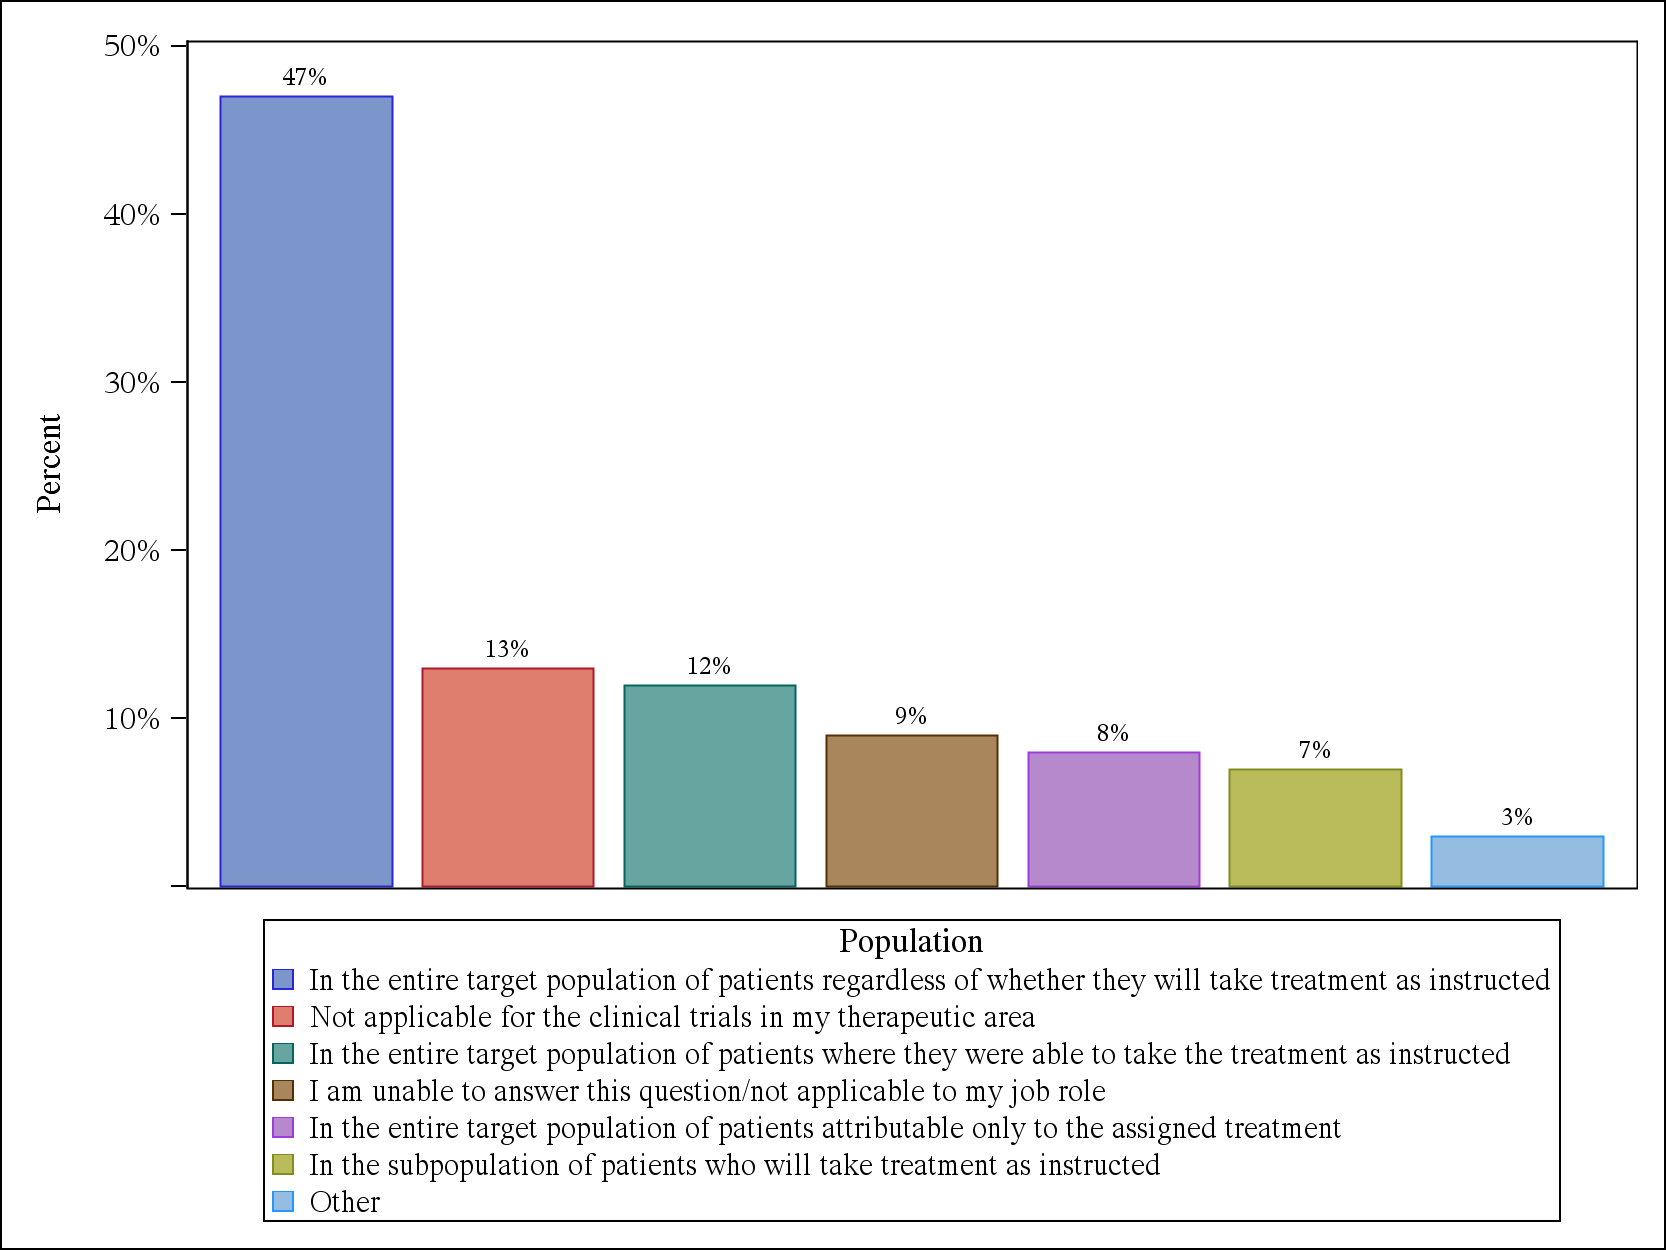 50%
47%
40%
30%
Percent
20%
13%
12%
10%
9%
8%
7%
3%
Population
In the entire target population of patients regardless of whether they will take treatment as instructed
Not applicable for the clinical trials in my therapeutic area
In the entire target population of patients where they were able to take the treatment as instructed
I am unable to answer this question/not applicable to my job role
In the entire target population of patients attributable only to the assigned treatment
In the subpopulation of patients who will take treatment as instructed
Other